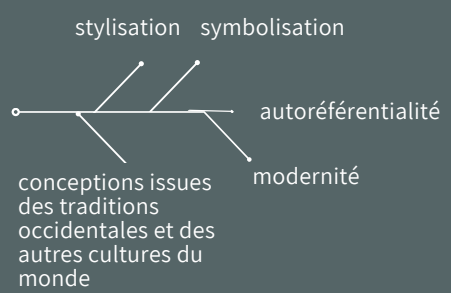 stylisation symbolisation
autoréférentialité
modernité
conceptions issues
des traditions
occidentales et des
autres cultures du
monde